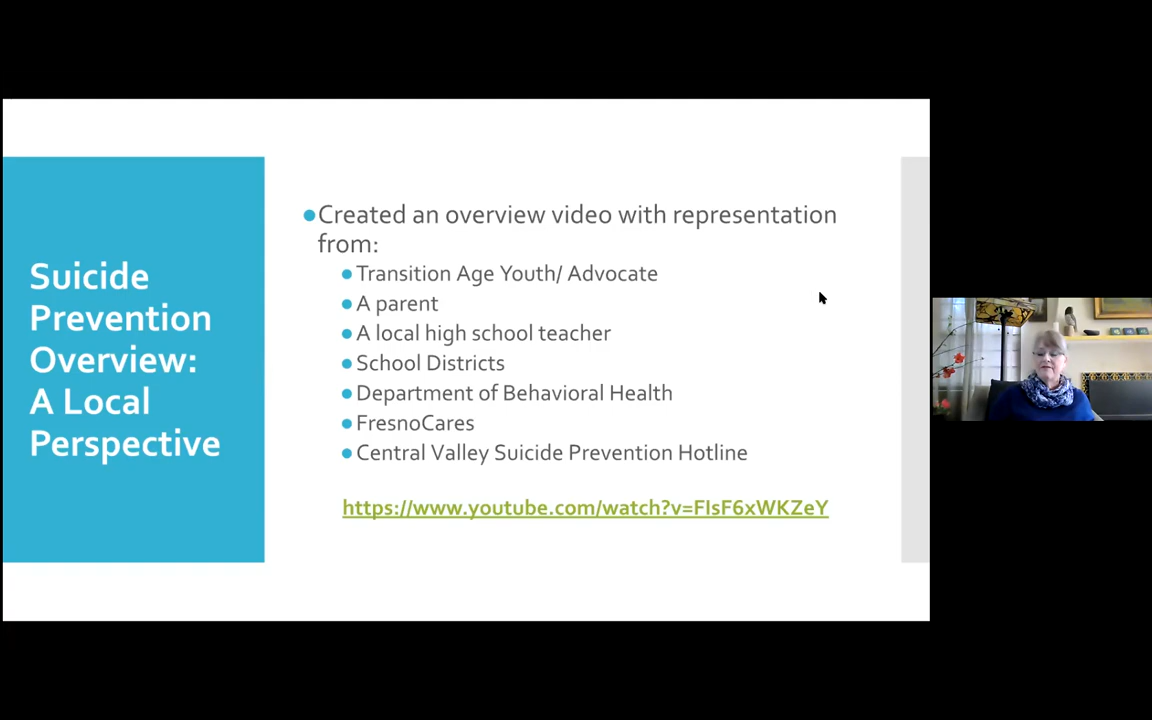 Suicide
Prevention
Overview:
A Local
Perspective
Created an overview video with representation
from:
Transition Age Youth/ Advocate
A parent
A local high school teacher
School Districts
Department of Behavioral Health
FresnoCares
Central Valley Suicide Prevention Hotline
https://www.youtube.com/watch?v=FIsF6xWKZeY